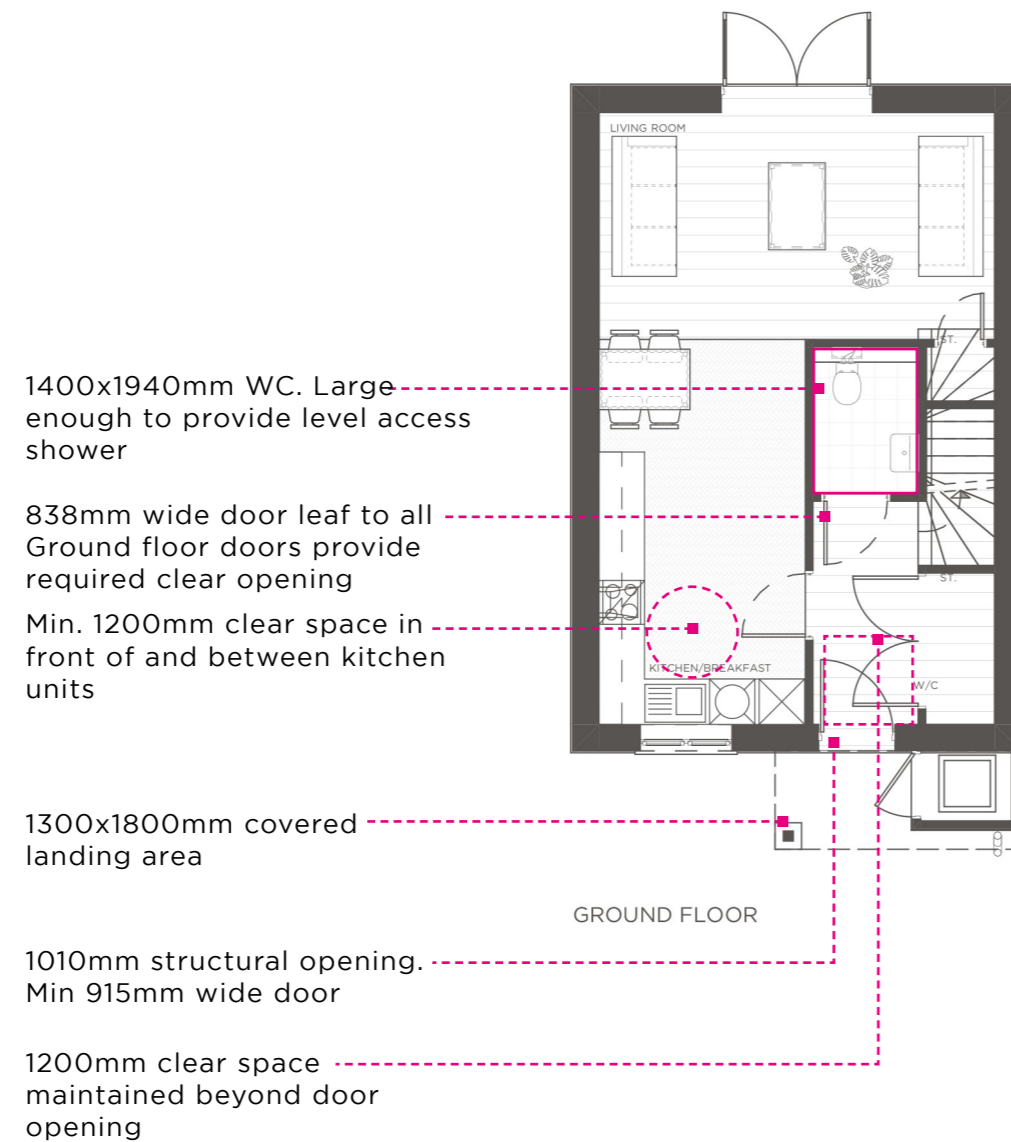 LIVING ROOM
ST.
1400x1940mm WC. Large
enough to provide level access
shower
838mm wide door leaf to all
Ground floor doors provide
required clear opening
ST.
Min. 1200mm clear space in
front of and between kitchen
units
KITCHEN/BREAKFAST
W/C
1300x1800mm covered
landing area
GROUND FLOOR
1010mm structural opening.
Min 915mm wide door
1200mm clear space
maintained beyond door
opening